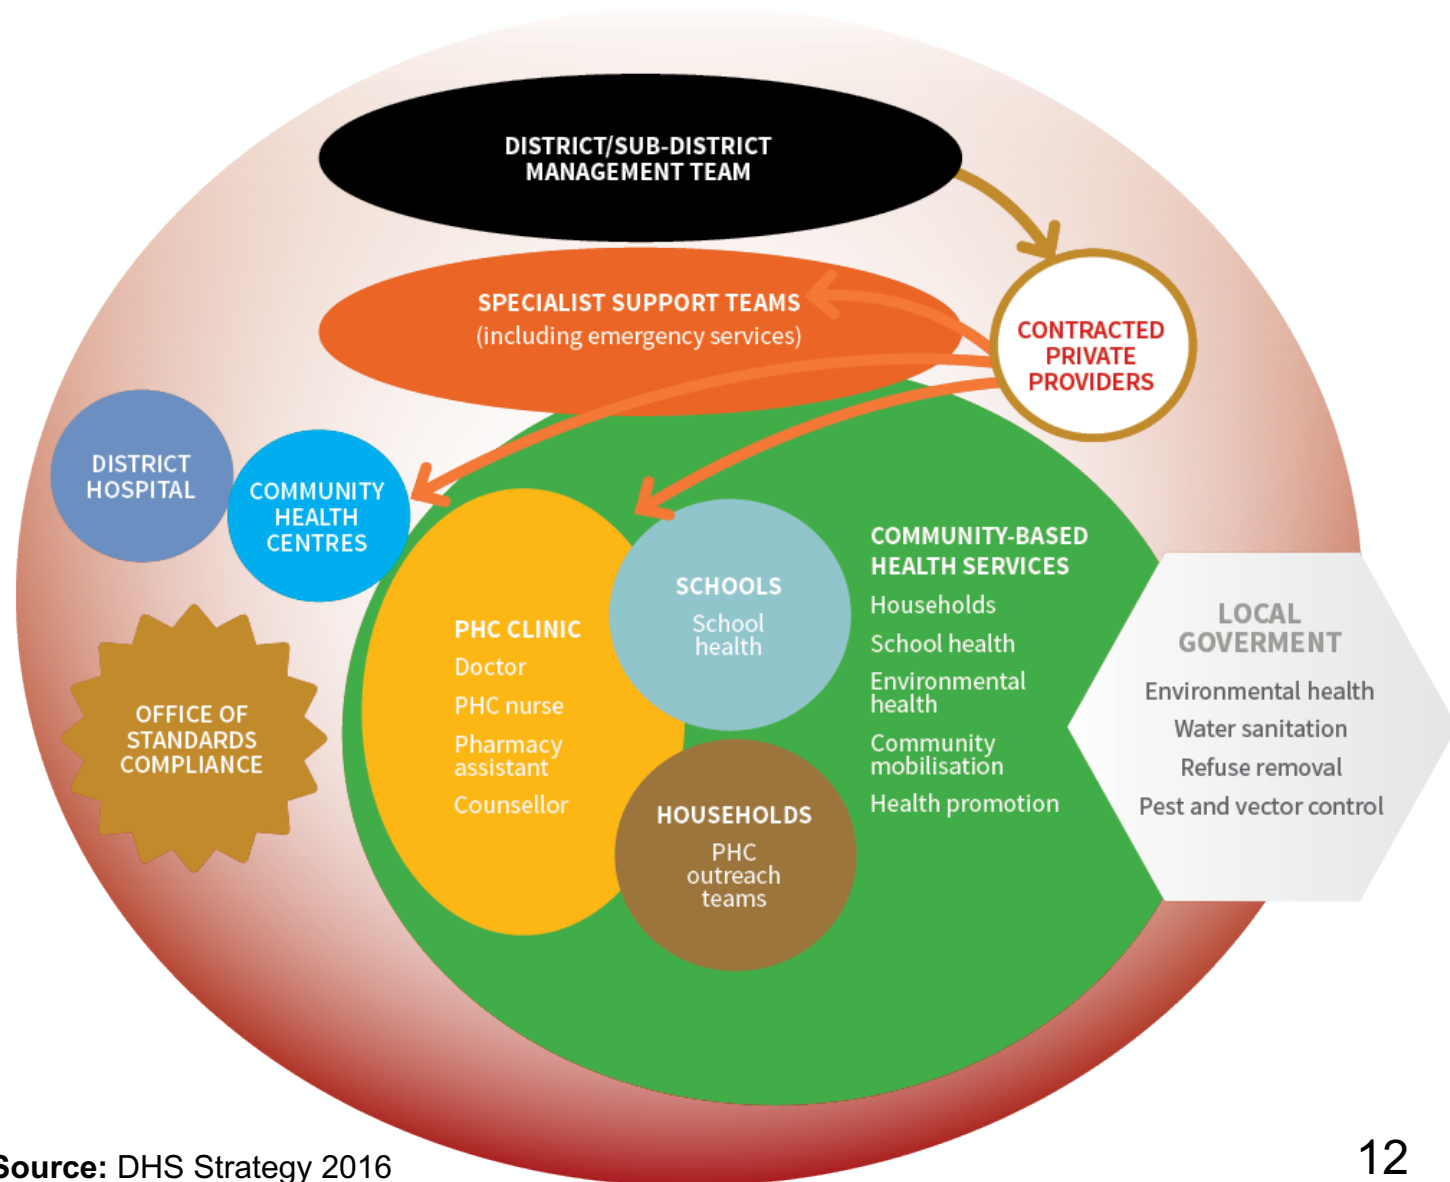 DISTRICT/SUB-DISTRICT
MANAGEMENT TEAM
SPECIALIST SUPPORT TEAMS
(including emergency services)
CONTRACTED
PRIVATE
PROVIDERS
DISTRICT
HOSPITAL
COMMUNITY
HEALTH
CENTRES
OFFICE OF
STANDARDS
COMPLIANCE
PHC CLINIC
Doctor
PHC nurse
Pharmacy
assistant
Counsellor
SCHOOLS
School
health
HOUSEHOLDS
PHC
outreach
teams
COMMUNITY-BASED
HEALTH SERVICES
Households
School health
Environmental
health
Community
mobilisation
Health promotion
LOCAL
GOVERMENT
Environmental health
Water sanitation
Refuse removal
Pest and vector control
Source: DHS Strategy 2016
12